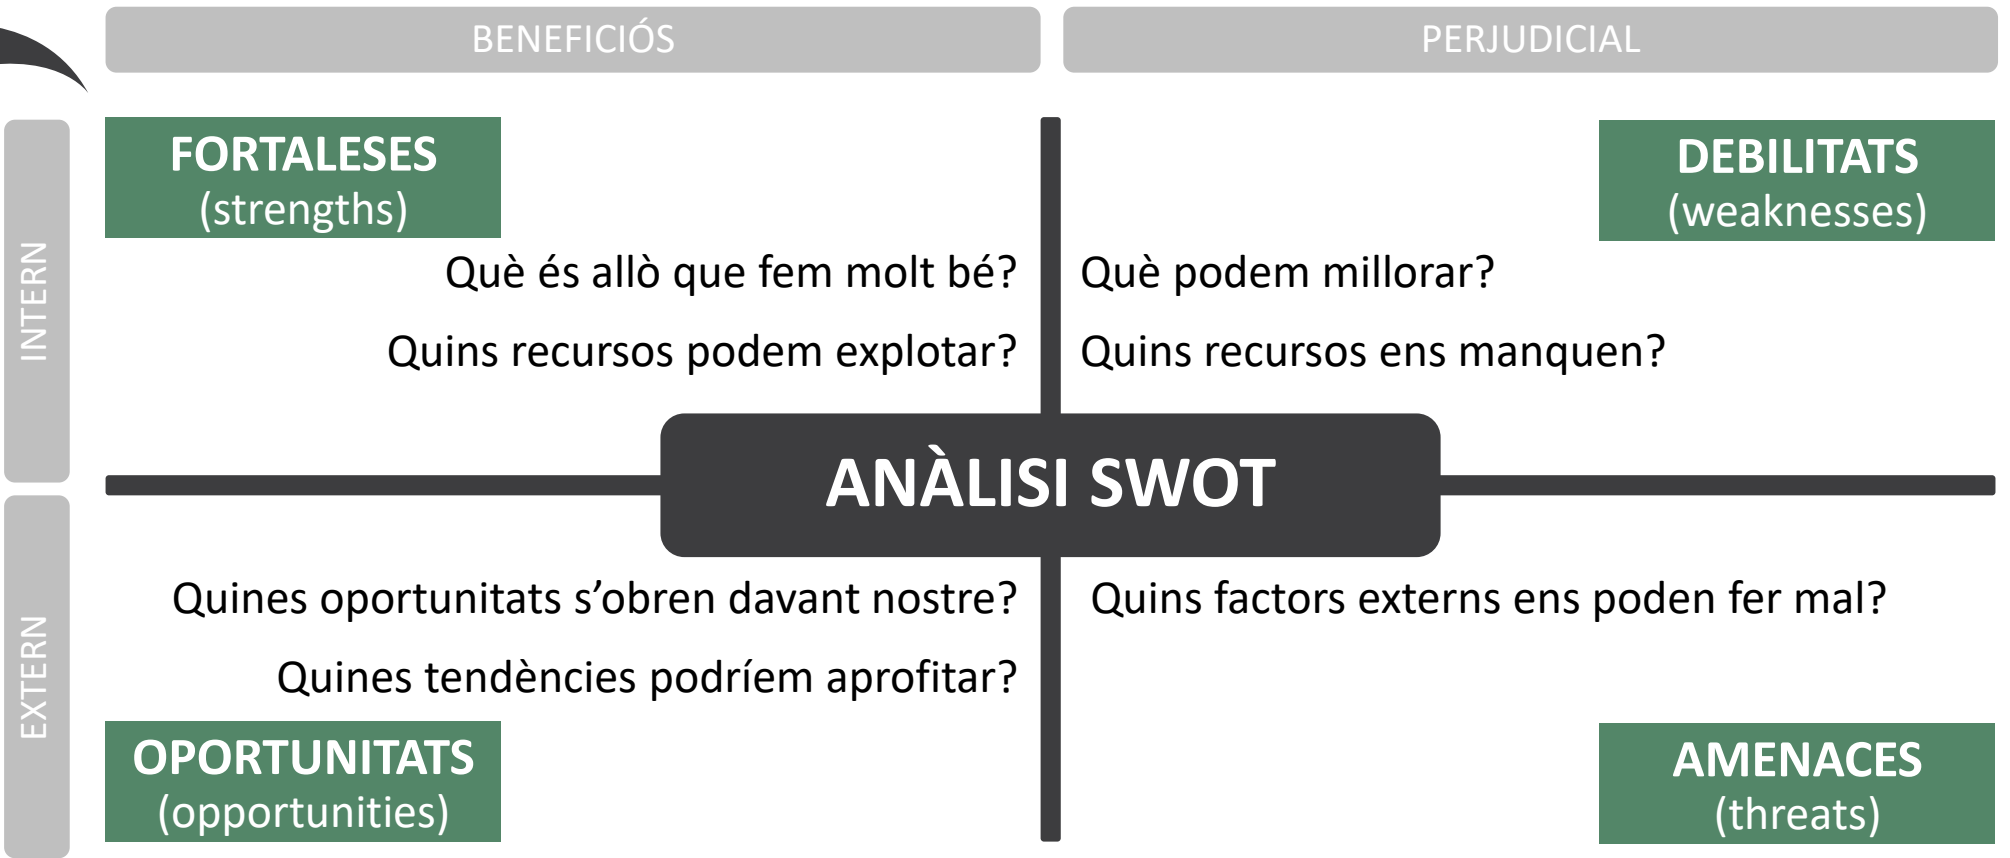 BENEFICIÓS
PERJUDICIAL
INTERN
FORTALESES
(strengths)
Què és allò que fem molt bé?
Quins recursos podem explotar?
DEBILITATS
(weaknesses)
Què podem millorar?
Quins recursos ens manquen?
ANÀLISI SWOT
EXTERN
Quines oportunitats s’obren davant nostre?
Quines tendències podríem aprofitar?
OPORTUNITATS
(opportunities)
Quins factors externs ens poden fer mal?
AMENACES
(threats)